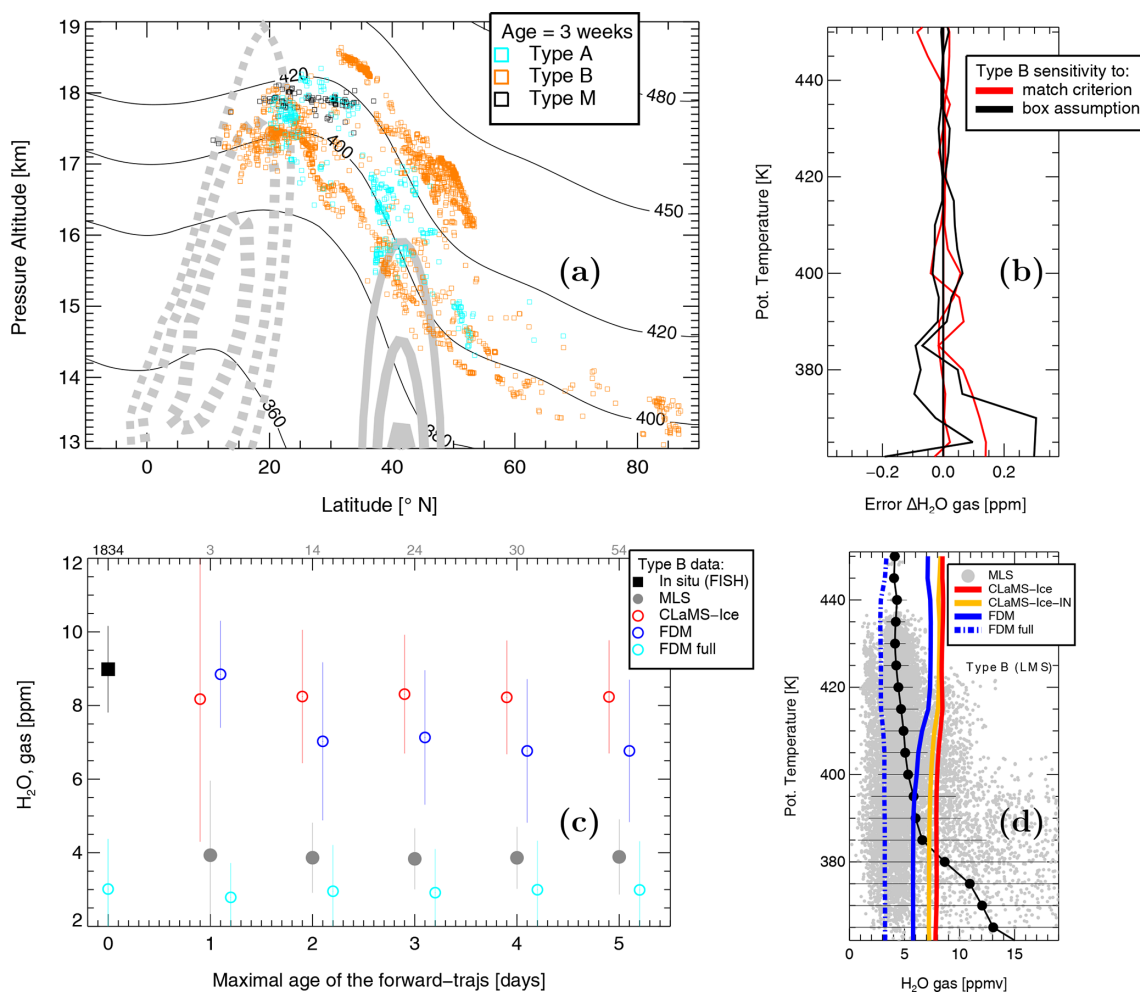 19
18
17
16
15
14
13
Pressure Altitude [km]
0
20
40
60
80
Latitude [° N]
Age = 3 weeks
Type A
Type B
Type M
420
400
360
380
480
450
420
400
(a)
440
420
400
380
Pot. Temperature [K]
−0.2
0.0
0.2
Error ΔH₂O gas [ppm]
Type B sensitivity to:
match criterion
box assumption
(b)
1834
3
14
24
30
54
12
10
8
6
4
2
H₂O, gas [ppm]
0
1
2
3
4
5
Maximal age of the forward−trajs [days]
Type B data:
In situ (FISH)
MLS
CLaMS−Ice
FDM
FDM full
(c)
440
420
400
380
Pot. Temperature [K]
0
5
10
15
H₂O gas [ppmv]
MLS
CLaMS−Ice
CLaMS−Ice−IN
FDM
FDM full
Type B (LMS)
(d)